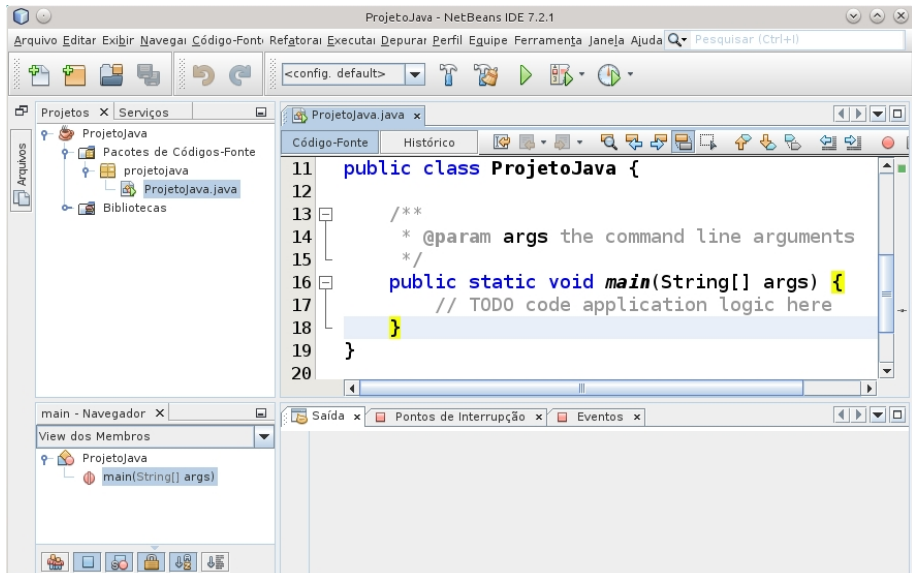 ProjetoJava - NetBeans IDE 7.2.1
Arquivo Editar Exibir Navegar Código-Fonte Refatorar Executar Depurar Perfil Equipe Ferramenta Janela Ajuda Pesquisar (Ctrl+I)
<config. default>
Projetos Serviços
Arquivos
ProjetoJava
Pacotes de Códigos-Fonte
projetojava
ProjetoJava.java
Bibliotecas
ProjetoJava.java
Código-Fonte Histórico
11 public class ProjetoJava {
12
13 /**
14 * @param args the command line arguments
15 */
16 public static void main(String[] args) {
17 // TODO code application logic here
18 }
19 }
20
main - Navegador
View dos Membros
ProjetoJava
main(String[] args)
Saída Pontos de Interrupção Eventos